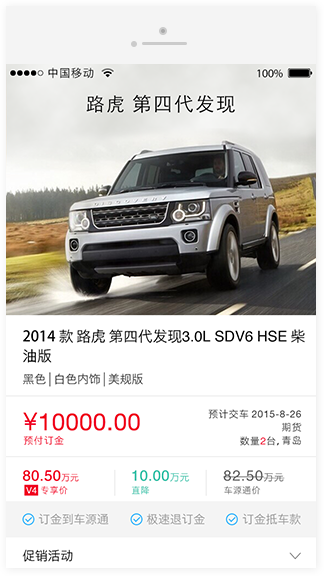 中国移动 100%
路虎 第四代发现
2014 款 路虎 第四代发现3.0L SDV6 HSE 柴
油版
黑色|白色内饰|美规版
¥10000.00
预付订金
预计交车 2015-8-26
期货
数量2台, 青岛
80.50万元
V4 专享价
10.00万元
直降
82.50万元
车源通价
订金到车源通 极速退订金 订金抵车款
促销活动